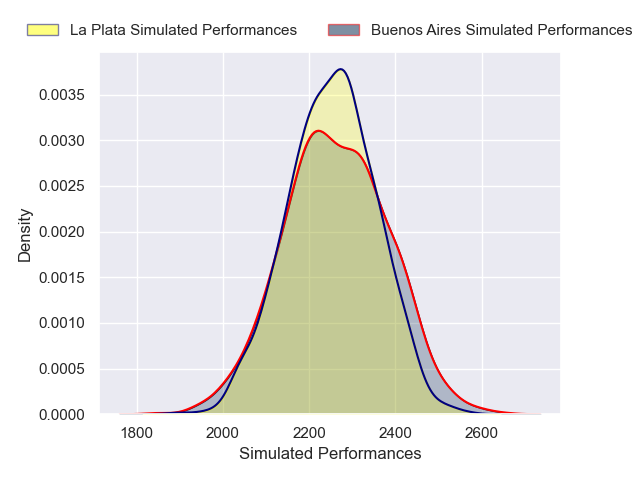 La Plata Simulated Performances
Buenos Aires Simulated Performances
0.0035
0.0030
0.0025
0.0020
0.0015
0.0010
0.0005
0.0000
Density
1800 2000 2200 2400 2600
Simulated Performances